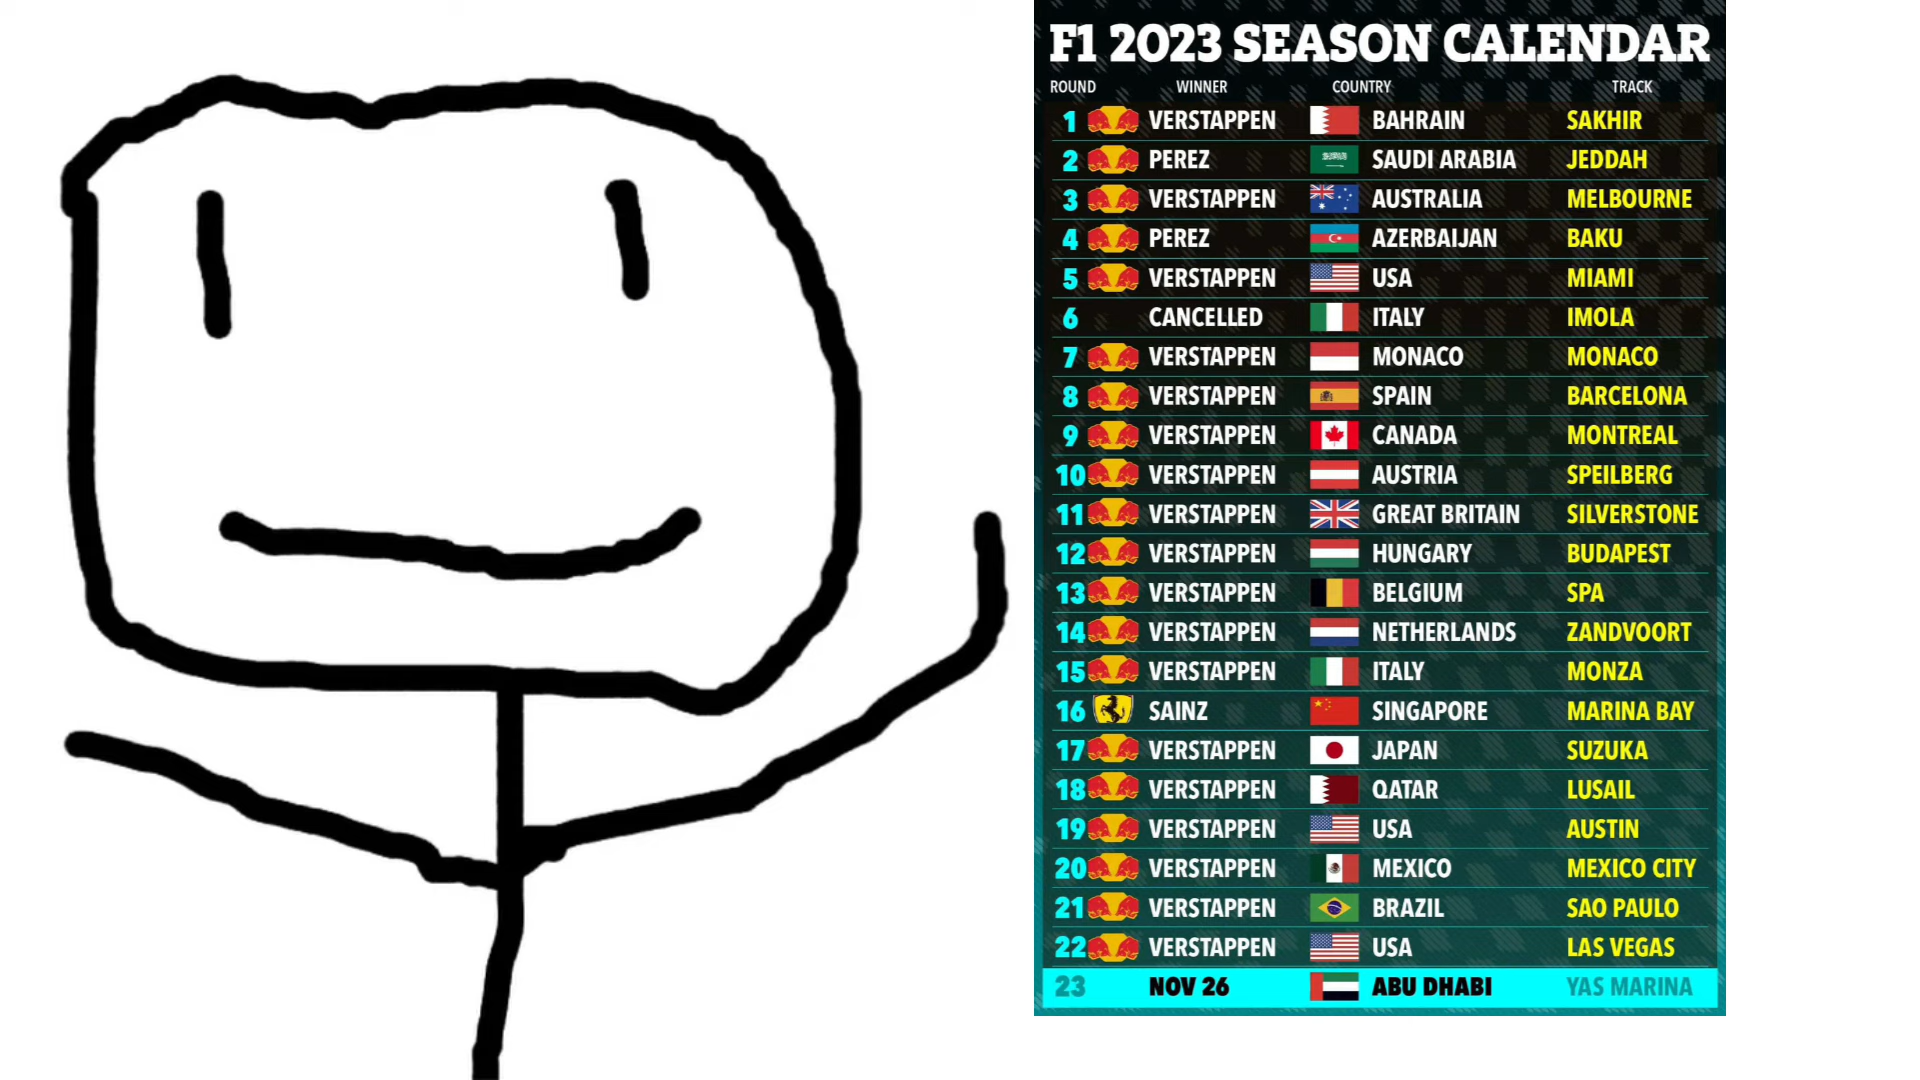 F1 2023 SEASON CALENDAR
ROUND WINNER COUNTRY TRACK
1 VERSTAPPEN BAHRAIN SAKHIR
2 PEREZ SAUDI ARABIA JEDDAH
3 VERSTAPPEN AUSTRALIA MELBOURNE
4 PEREZ AZERBAIJAN BAKU
5 VERSTAPPEN USA MIAMI
6 CANCELLED ITALY IMOLA
7 VERSTAPPEN MONACO MONACO
8 VERSTAPPEN SPAIN BARCELONA
9 VERSTAPPEN CANADA MONTREAL
10 VERSTAPPEN AUSTRIA SPEILBERG
11 VERSTAPPEN GREAT BRITAIN SILVERSTONE
12 VERSTAPPEN HUNGARY BUDAPEST
13 VERSTAPPEN BELGIUM SPA
14 VERSTAPPEN NETHERLANDS ZANDVOORT
15 VERSTAPPEN ITALY MONZA
16 SAINZ SINGAPORE MARINA BAY
17 VERSTAPPEN JAPAN SUZUKA
18 VERSTAPPEN QATAR LUSAIL
19 VERSTAPPEN USA AUSTIN
20 VERSTAPPEN MEXICO MEXICO CITY
21 VERSTAPPEN BRAZIL SAO PAULO
22 VERSTAPPEN USA LAS VEGAS
23 NOV 26 ABU DHABI YAS MARINA